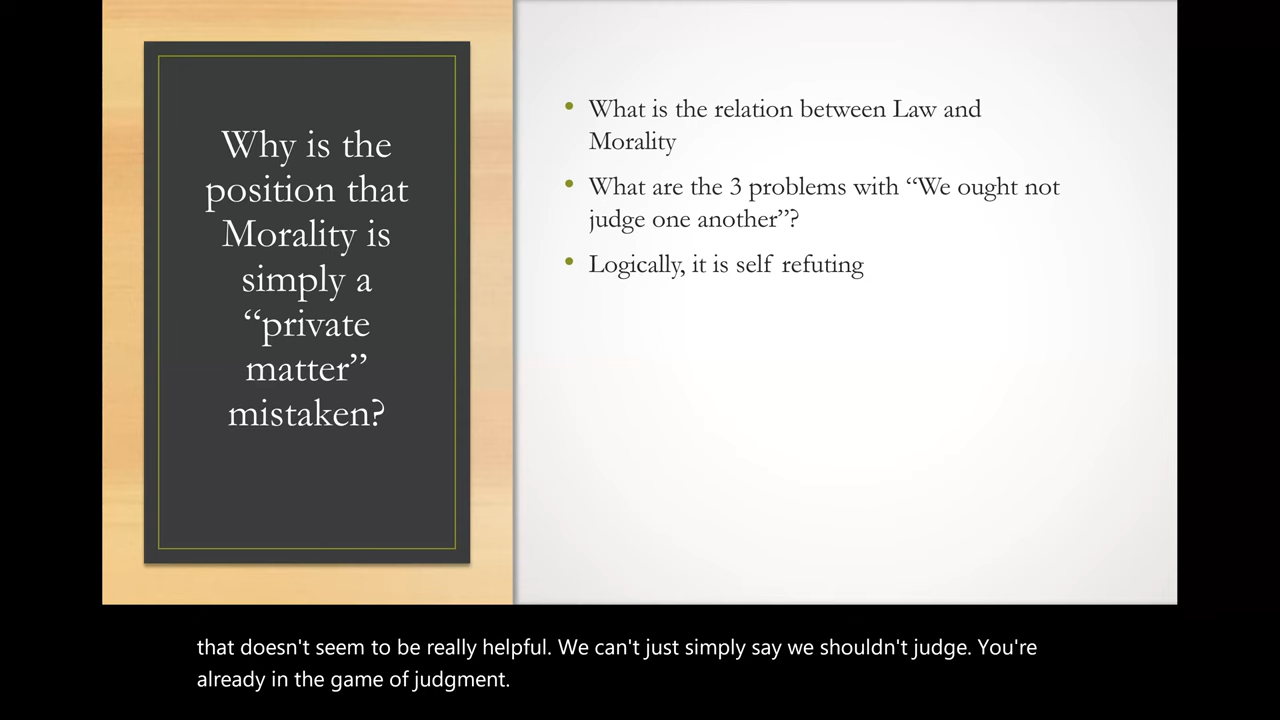 Why is the
position that
Morality is
simply a
“private
matter”
mistaken?
• What is the relation between Law and
Morality
• What are the 3 problems with “We ought not
judge one another”?
• Logically, it is self refuting
that doesn't seem to be really helpful. We can't just simply say we shouldn't judge. You're
already in the game of judgment.